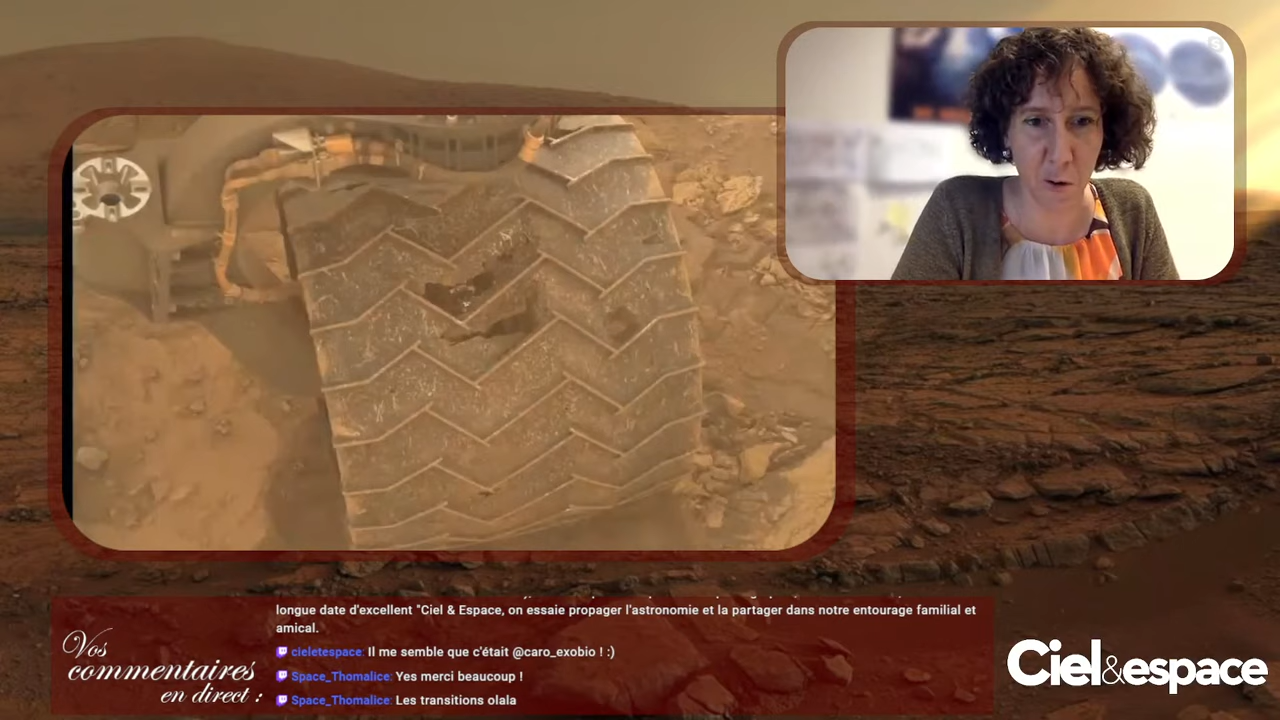 longue date d'excellent "Ciel & Espace, on essaie propager l'astronomie et la partager dans notre entourage familial et
amical.
cieletespace: Il me semble que c'était @caro_exobio ! :)
Space_Thomalice: Yes merci beaucoup !
Space_Thomalice: Les transitions olala
Vos
commentaires
en direct :
Ciel&espace